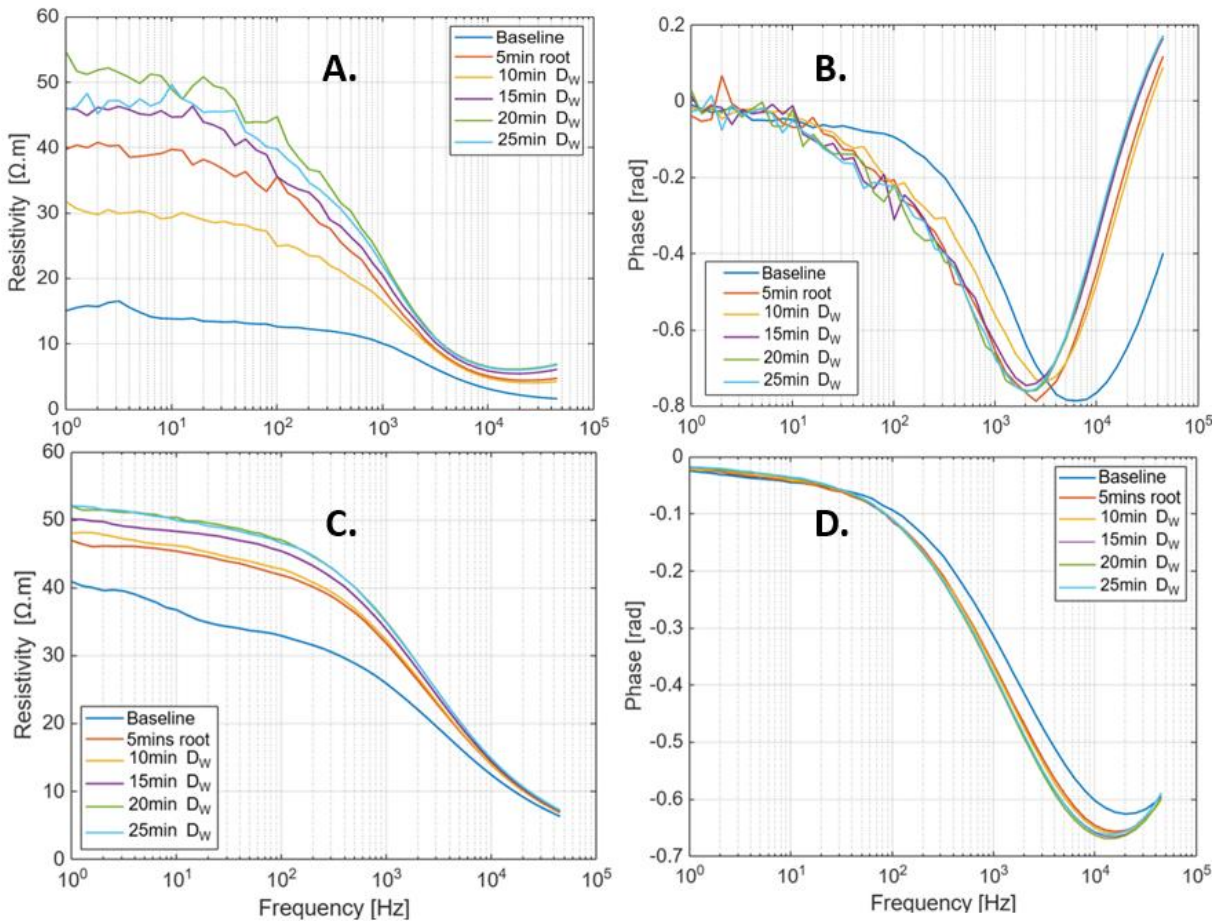 A.
Resistivity [Ω.m]
60
50
40
30
20
10
0
Baseline
5min root
10min D_W
15min D_W
20min D_W
25min D_W
10^0
10^1
10^2
10^3
10^4
10^5
B.
Phase [rad]
0.2
0
-0.2
-0.4
-0.6
-0.8
Baseline
5min root
10min D_W
15min D_W
20min D_W
25min D_W
10^0
10^1
10^2
10^3
10^4
10^5
C.
Resistivity [Ω.m]
60
50
40
30
20
10
0
Baseline
5mins root
10min D_W
15min D_W
20min D_W
25min D_W
10^0
10^1
10^2
10^3
10^4
10^5
Frequency [Hz]
D.
Phase [rad]
0
-0.1
-0.2
-0.3
-0.4
-0.5
-0.6
-0.7
Baseline
5mins root
10min D_W
15min D_W
20min D_W
25min D_W
10^0
10^1
10^2
10^3
10^4
10^5
Frequency [Hz]